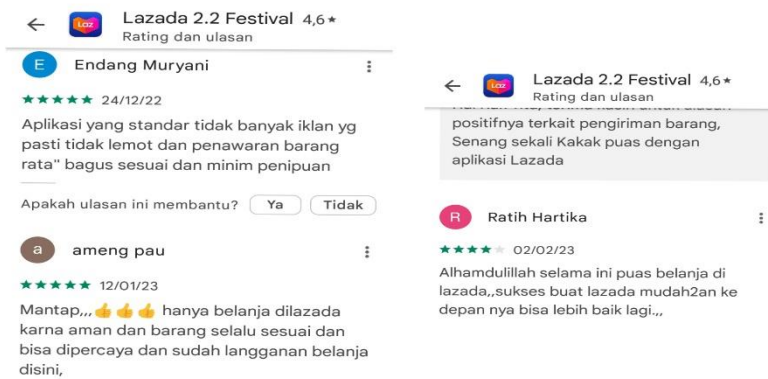 Lazada 2.2 Festival 4,6★
Laz
Rating dan ulasan
E Endang Muryani
★★★★★ 24/12/22
Aplikasi yang standar tidak banyak iklan yg
pasti tidak lemot dan penawaran barang
rata" bagus sesuai dan minim penipuan
Apakah ulasan ini membantu? Ya Tidak
a ameng pau
★★★★★ 12/01/23
Mantap,,,👍👍👍 hanya belanja dilazada
karna aman dan barang selalu sesuai dan
bisa dipercaya dan sudah langganan belanja
disini,
Lazada 2.2 Festival 4,6★
Laz
Rating dan ulasan
positifnya terkait pengiriman barang,
Senang sekali Kakak puas dengan
aplikasi Lazada
R Ratih Hartika
★★★★★ 02/02/23
Alhamdulillah selama ini puas belanja di
lazada,,sukses buat lazada mudah2an ke
depan nya bisa lebih baik lagi.,,